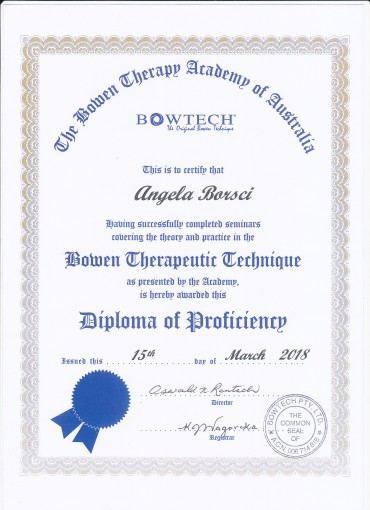 The Bowen Therapy Academy of Australia
BOWTECH®
The Original Bowen Technique
This is to certify that
Angela Borsci
Having successfully completed seminars
covering the theory and practice in the
Bowen Therapeutic Technique
as presented by the Academy,
is hereby awarded this
Diploma of Proficiency
Issued this 15th day of March 2018
Oswald n Rentsch
Director
Registrar
BOWTECH PTY. LTD.
THE
COMMON
SEAL
OF